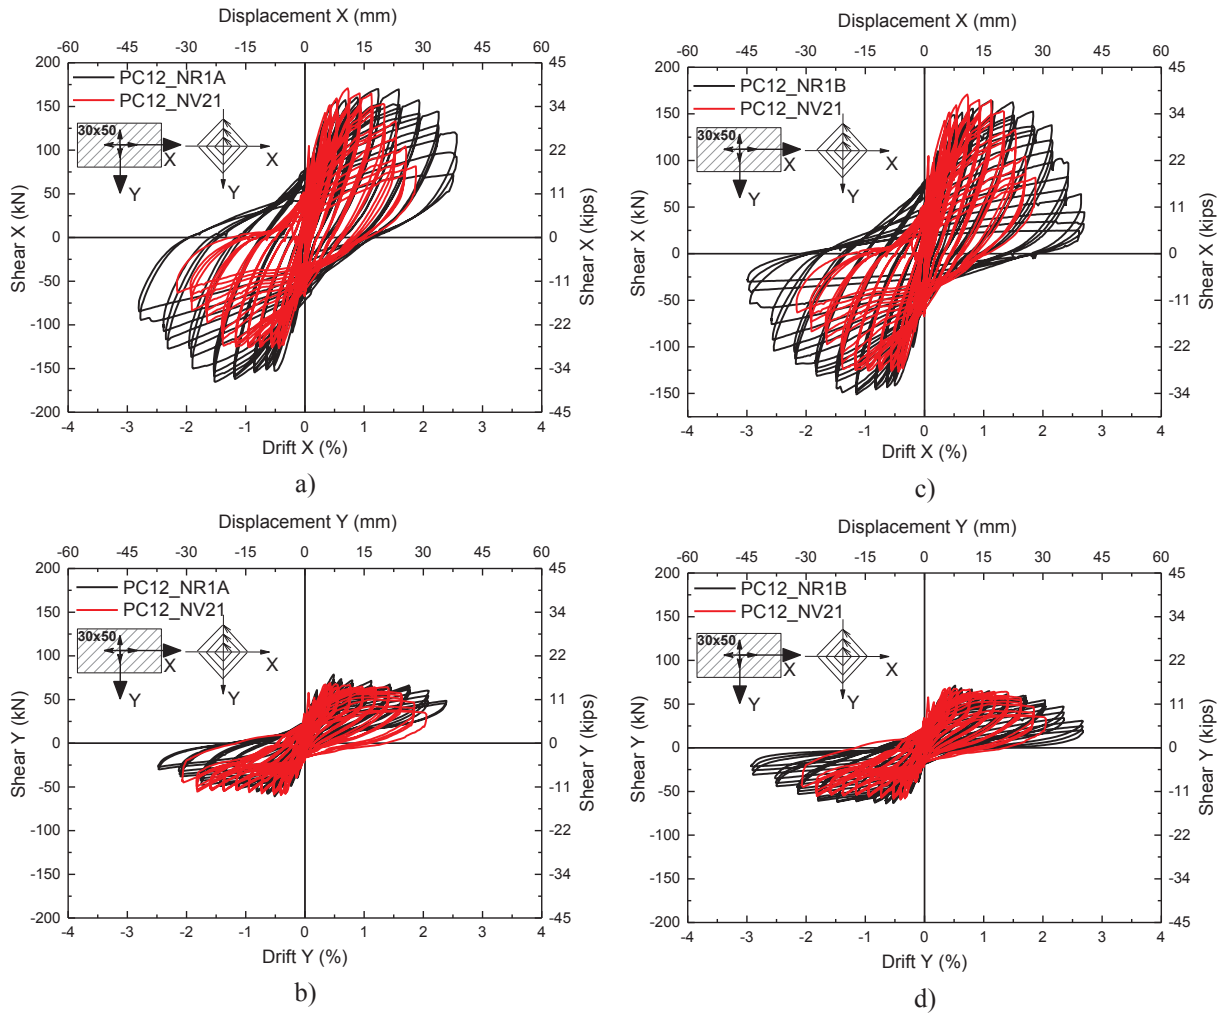 Displacement X (mm)
-60 -45 -30 -15 0 15 30 45 60
200 150 100 50 0 -50 -100 -150 -200
Shear X (kN)
PC12_NR1A
PC12_NV21
30x50
X
Y
X
Y
45 34 22 11 0 -11 -22 -34 -45
Shear X (kips)
-4 -3 -2 -1 0 1 2 3 4
Drift X (%)
a)
Displacement X (mm)
-60 -45 -30 -15 0 15 30 45 60
200 150 100 50 0 -50 -100 -150
Shear X (kN)
PC12_NR1B
PC12_NV21
30x50
X
Y
X
Y
45 34 22 11 0 -11 -22 -34
Shear X (kips)
-4 -3 -2 -1 0 1 2 3 4
Drift X (%)
c)
Displacement Y (mm)
-60 -45 -30 -15 0 15 30 45 60
200 150 100 50 0 -50 -100 -150 -200
Shear Y (kN)
PC12_NR1A
PC12_NV21
30x50
X
Y
X
Y
45 34 22 11 0 -11 -22 -34 -45
Shear Y (kips)
-4 -3 -2 -1 0 1 2 3 4
Drift Y (%)
b)
Displacement Y (mm)
-60 -45 -30 -15 0 15 30 45 60
200 150 100 50 0 -50 -100 -150 -200
Shear Y (kN)
PC12_NR1B
PC12_NV21
30x50
X
Y
X
Y
45 34 22 11 0 -11 -22 -34 -45
Shear Y (kips)
-4 -3 -2 -1 0 1 2 3 4
Drift Y (%)
d)